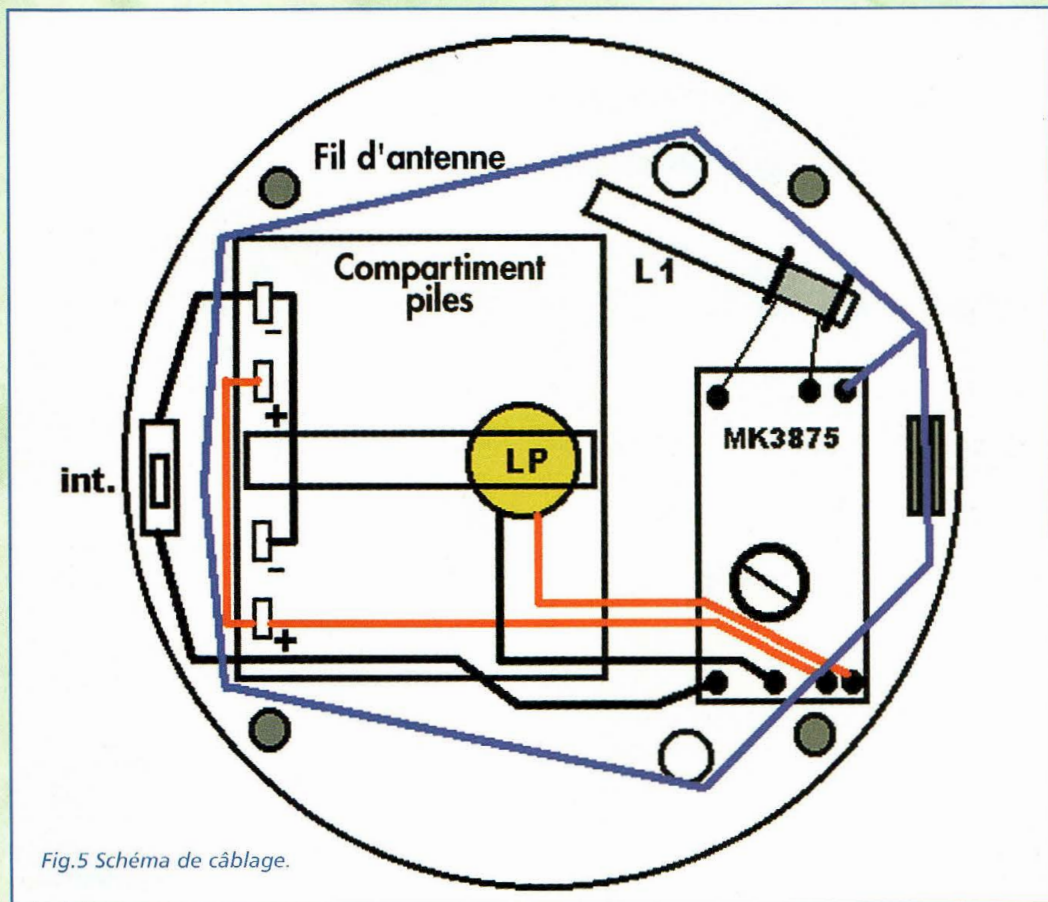 Fil d'antenne
Compartiment
piles
L1
-
+
MK3875
int.
LP
-
+
Fig.5 Schéma de câblage.